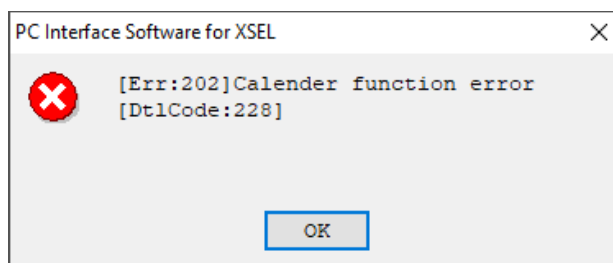 PC Interface Software for XSEL
[Err:202]Calender function error
[DtlCode:228]
OK